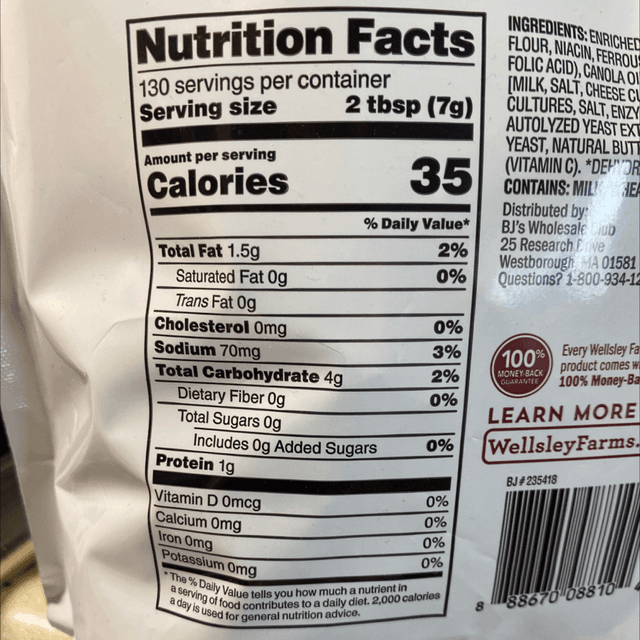 Nutrition Facts
130 servings per container
Serving size 2 tbsp (7g)
Amount per serving
Calories 35
% Daily Value*
Total Fat 1.5g 2%
Saturated Fat 0g 0%
Trans Fat 0g
Cholesterol 0mg 0%
Sodium 70mg 3%
Total Carbohydrate 4g 2%
Dietary Fiber 0g 0%
Total Sugars 0g
Includes 0g Added Sugars 0%
Protein 1g
Vitamin D 0mcg 0%
Calcium 0mg 0%
Iron 0mg 0%
Potassium 0mg 0%
* The % Daily Value tells you how much a nutrient in
a serving of food contributes to a daily diet. 2,000 calories
a day is used for general nutrition advice.
INGREDIENTS: ENRICHED
FLOUR, NIACIN, FERROU
FOLIC ACID), CANOLA OI
[MILK, SALT, CHEESE CU
CULTURES, SALT, ENZY
AUTOLYZED YEAST EXT
YEAST, NATURAL BUTT
(VITAMIN C).
CONTAINS:
Distributed by:
BJ's Wholesale
25 Research
Westborough, MA 01581
Questions? 1-800-934-12
100%
MONEY-BACK
GUARANTEE
Every Wellsley Fa
product comes w
100% Money-Ba
LEARN MORE
WellsleyFarms.
BJ # 235418
8 88670 08810